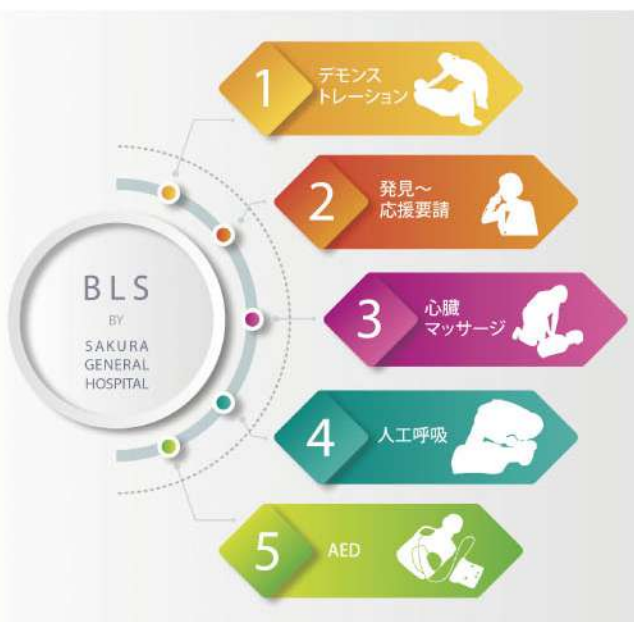 BLS
BY
SAKURA
GENERAL
HOSPITAL
1
デモンス
トレーション
2
発見～
応援要請
3
心臓
マッサージ
4
人工呼吸
5
AED